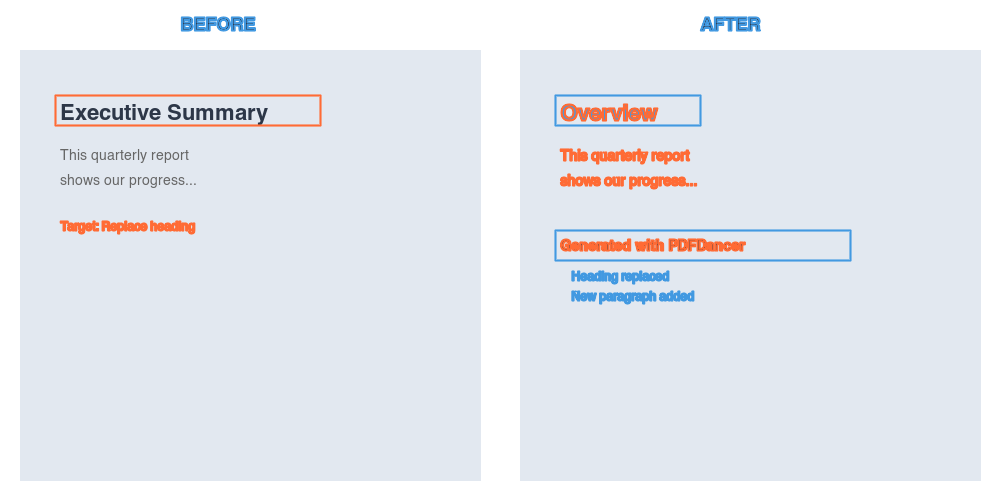 BEFORE
Executive Summary
This quarterly report
shows our progress...
Target: Replace heading
AFTER
Overview
This quarterly report
shows our progress...
Generated with PDFDancer
Heading replaced
New paragraph added